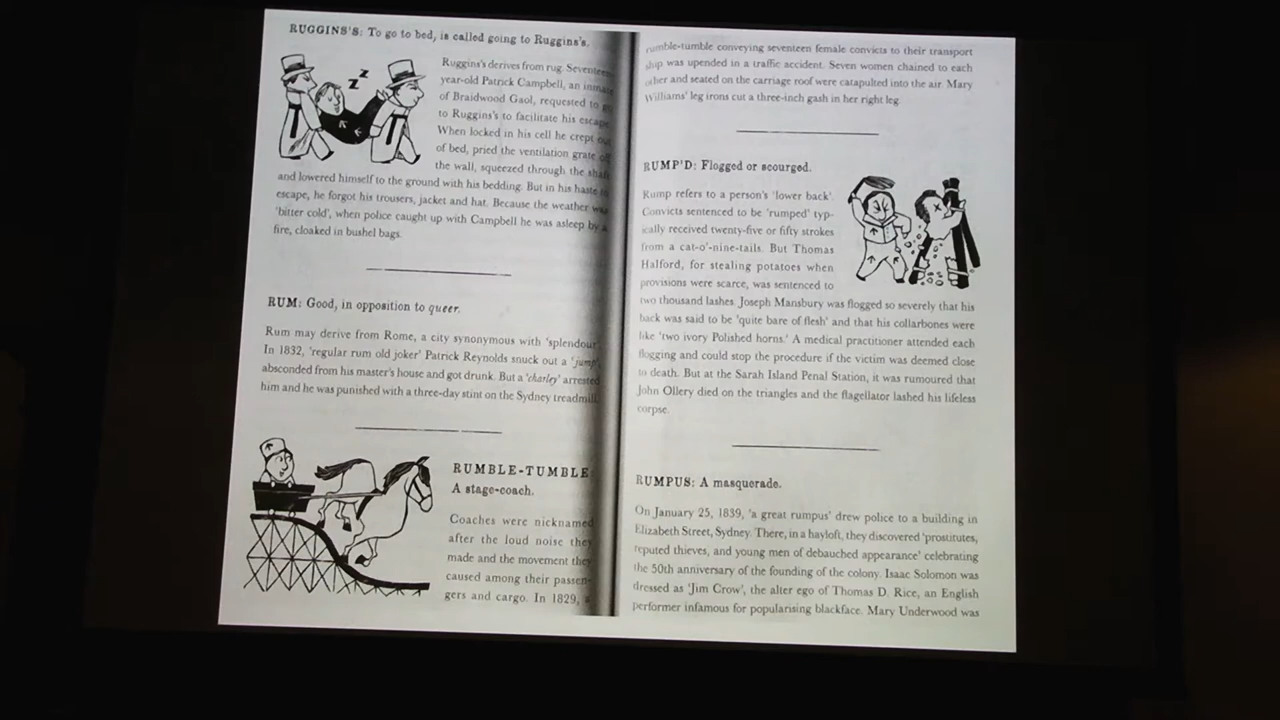 RUGGINS'S: To go to bed, is called going to Ruggins's.
Z
Z
Z
Ruggins's derives from rug. Seventeen-
year-old Patrick Campbell, an inmate
of Braidwood Gaol, requested to go
to Ruggins's to facilitate his escape.
When locked in his cell he crept out
of bed, pried the ventilation grate off
the wall, squeezed through the shaft
and lowered himself to the ground with his bedding. But in his haste to
escape, he forgot his trousers, jacket and hat. Because the weather was
'bitter cold', when police caught up with Campbell he was asleep by a
fire, cloaked in bushel bags.
RUM: Good, in opposition to queer.
Rum may derive from Rome, a city synonymous with 'splendour'.
In 1832, 'regular rum old joker' Patrick Reynolds snuck out a 'jump',
absconded from his master's house and got drunk. But a 'charley' arrested
him and he was punished with a three-day stint on the Sydney treadmill.
RUMBLE-TUMBLE:
A stage-coach.
Coaches were nicknamed
after the loud noise they
made and the movement they
caused among their passen-
gers and cargo. In 1829, a
rumble-tumble conveying seventeen female convicts to their transport
ship was upended in a traffic accident. Seven women chained to each
other and seated on the carriage roof were catapulted into the air. Mary
Williams' leg irons cut a three-inch gash in her right leg.
RUMP'D: Flogged or scourged.
Rump refers to a person's 'lower back'.
Convicts sentenced to be 'rumped' typ-
ically received twenty-five or fifty strokes
from a cat-o'-nine-tails. But Thomas
Halford, for stealing potatoes when
provisions were scarce, was sentenced to
two thousand lashes. Joseph Mansbury was flogged so severely that his
back was said to be 'quite bare of flesh' and that his collarbones were
like 'two ivory Polished horns.' A medical practitioner attended each
flogging and could stop the procedure if the victim was deemed close
to death. But at the Sarah Island Penal Station, it was rumoured that
John Ollery died on the triangles and the flagellator lashed his lifeless
corpse.
RUMPUS: A masquerade.
On January 25, 1839, 'a great rumpus' drew police to a building in
Elizabeth Street, Sydney. There, in a hayloft, they discovered 'prostitutes,
reputed thieves, and young men of debauched appearance' celebrating
the 50th anniversary of the founding of the colony. Isaac Solomon was
dressed as 'Jim Crow', the alter ego of Thomas D. Rice, an English
performer infamous for popularising blackface. Mary Underwood was